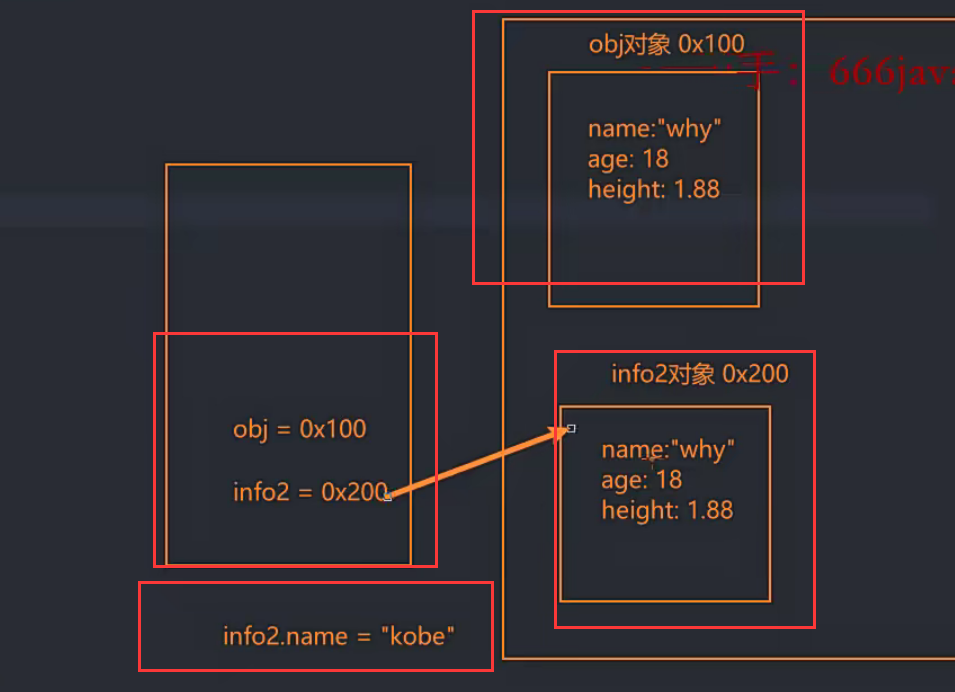 obj对象 0x100
手：666java
name:"why"
age: 18
height: 1.88
info2对象 0x200
name:"why"
age: 18
height: 1.88
obj = 0x100
info2 = 0x200
info2.name = "kobe"